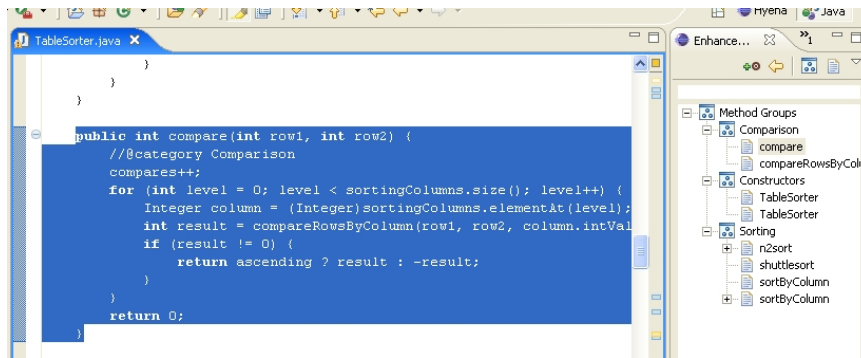 Hyena
Java
TableSorter.java
Enhance...
»1
}
}
}
public int compare(int row1, int row2) {
//@category Comparison
compares++;
for (int level = 0; level < sortingColumns.size(); level++) {
Integer column = (Integer)sortingColumns.elementAt(level);
int result = compareRowsByColumn(row1, row2, column.intVal
if (result != 0) {
return ascending ? result : -result;
}
}
return 0;
}
Method Groups
Comparison
compare
compareRowsByColu
Constructors
TableSorter
TableSorter
Sorting
n2sort
shuttlesort
sortByColumn
sortByColumn